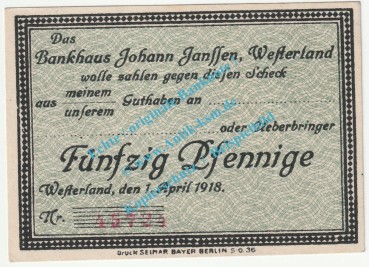 Das
Bankhaus Johann Janssen, Westerland
wolle zahlen gegen diesen Scheck
aus meinem
unserem Guthaben an
oder Ueberbringer
Fünfzig Pfennige
Westerland, den 1. April 1918.
Nr.
Druck SELMAR BAYER BERLIN S·O.36